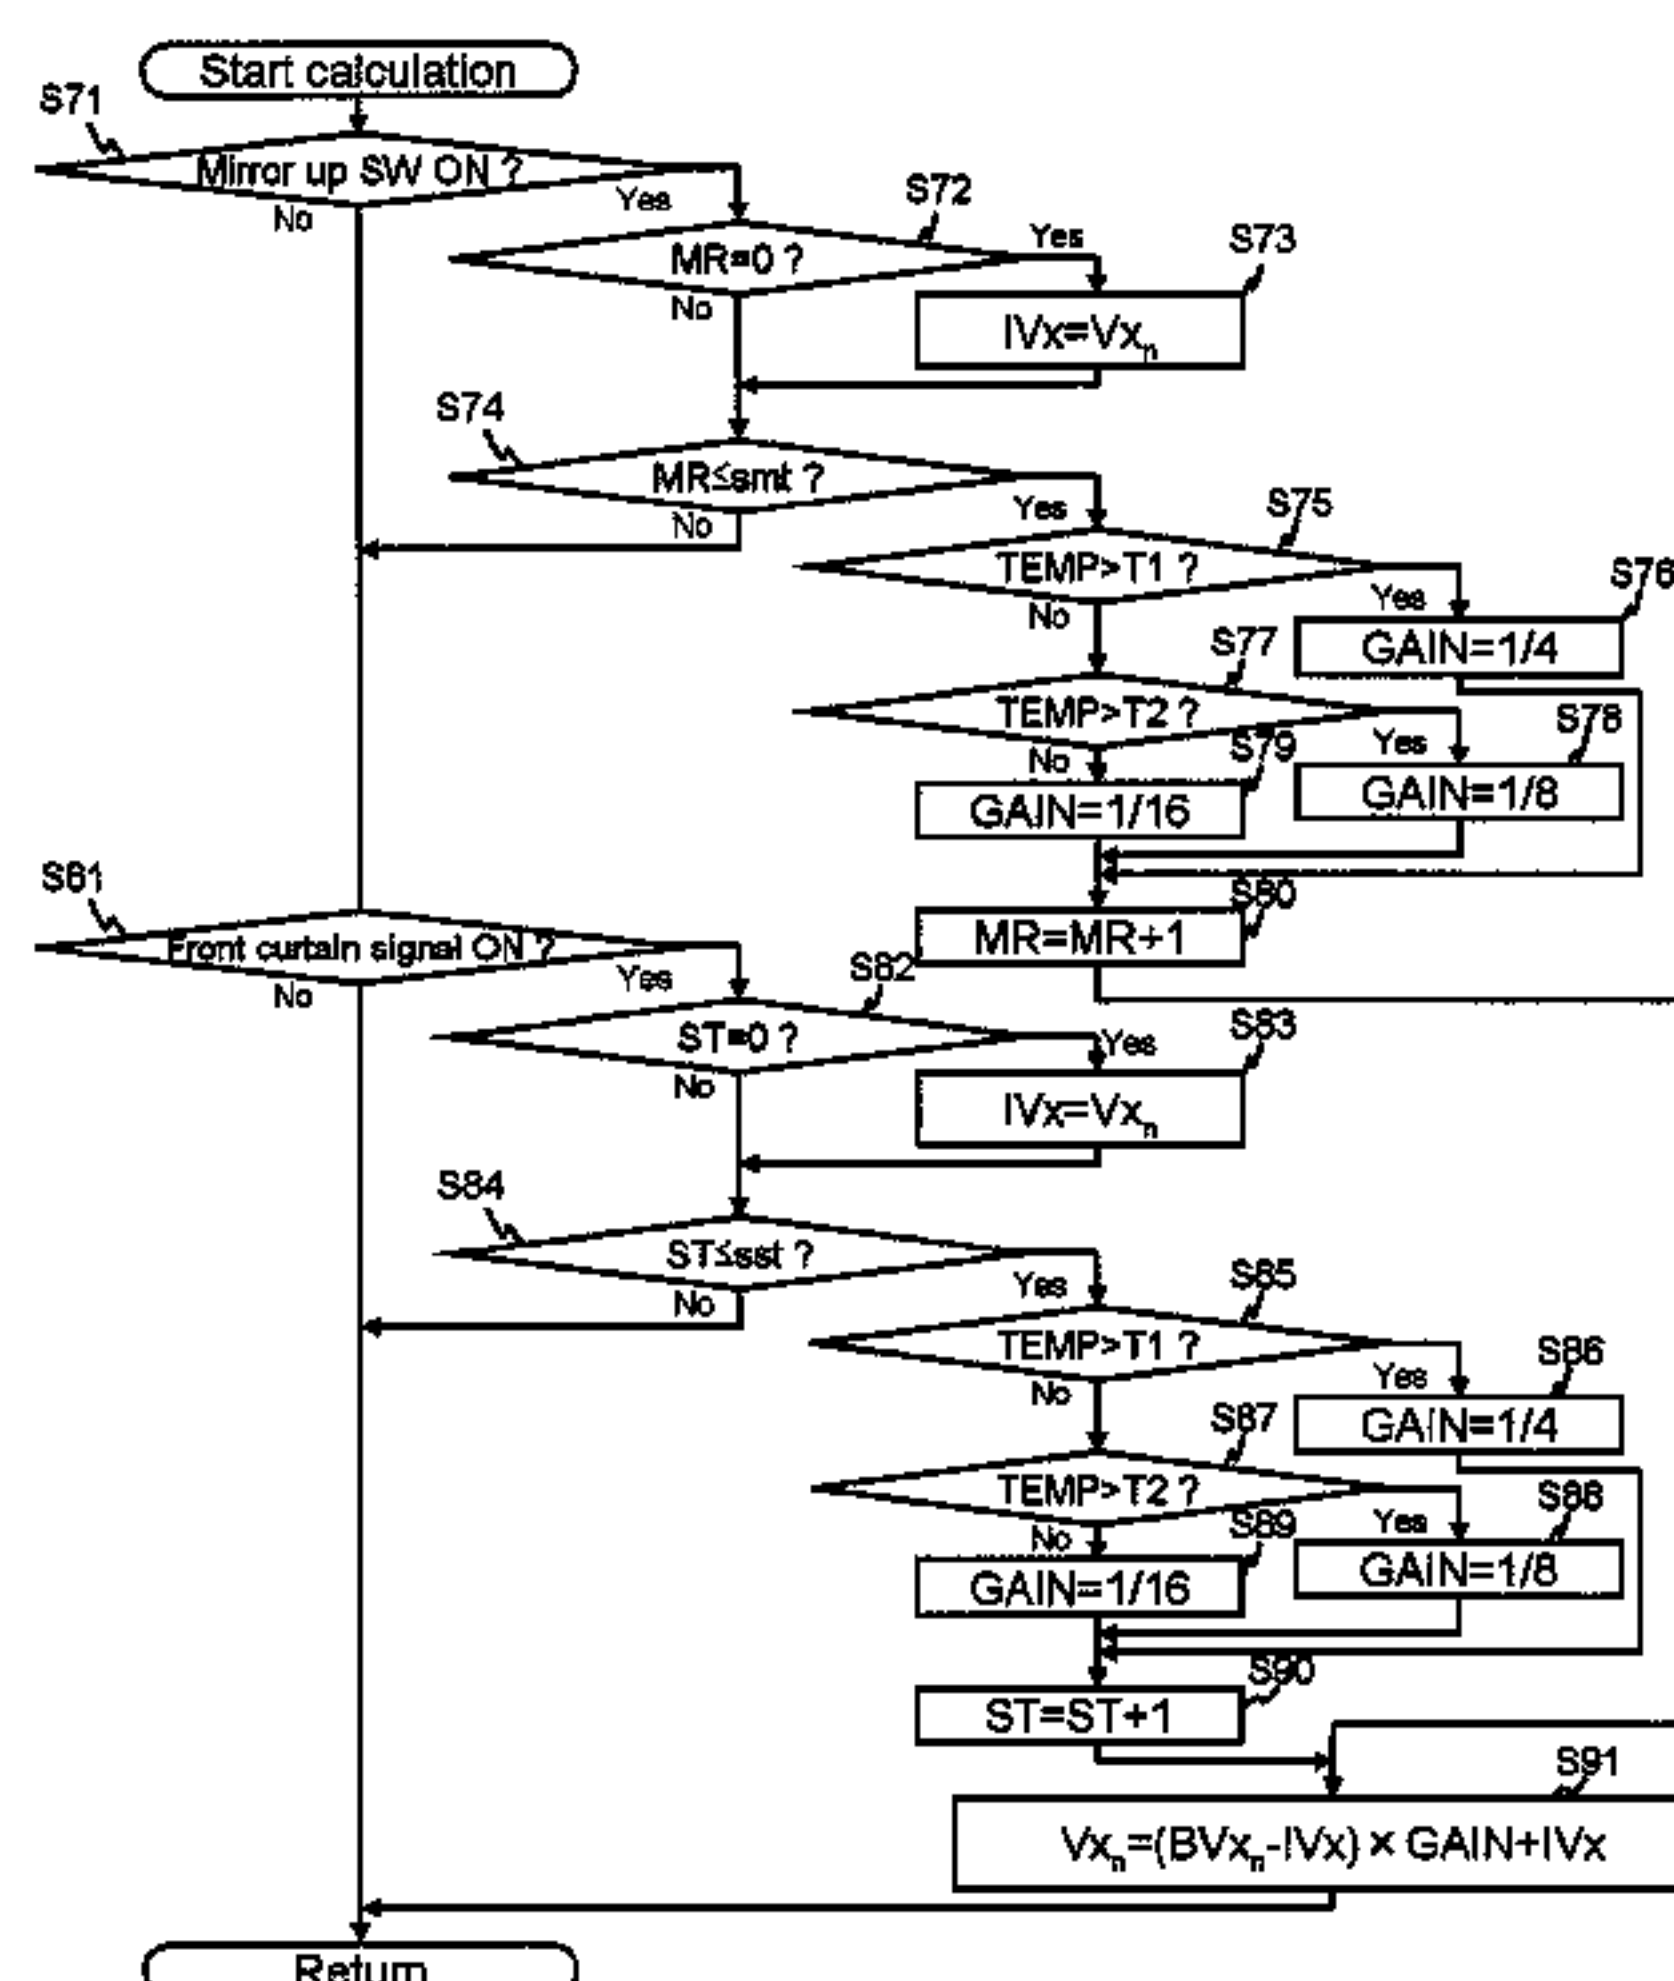 Start calculation
S71
Mirror up SW ON ?
Yes
No
S72
MR=0 ?
Yes
No
S73
IVx=Vxn
S74
MR≤smt ?
Yes
No
S75
TEMP>T1 ?
Yes
No
S76
GAIN=1/4
S77
TEMP>T2 ?
Yes
No
S78
GAIN=1/8
S79
GAIN=1/16
S80
MR=MR+1
S81
Front curtain signal ON ?
Yes
No
S82
ST=0 ?
Yes
No
S83
IVx=Vxn
S84
ST≤sst ?
Yes
No
S85
TEMP>T1 ?
Yes
No
S86
GAIN=1/4
S87
TEMP>T2 ?
Yes
No
S88
GAIN=1/8
S89
GAIN=1/16
S90
ST=ST+1
S91
Vxn=(BVxn-IVx) × GAIN+IVx
Return